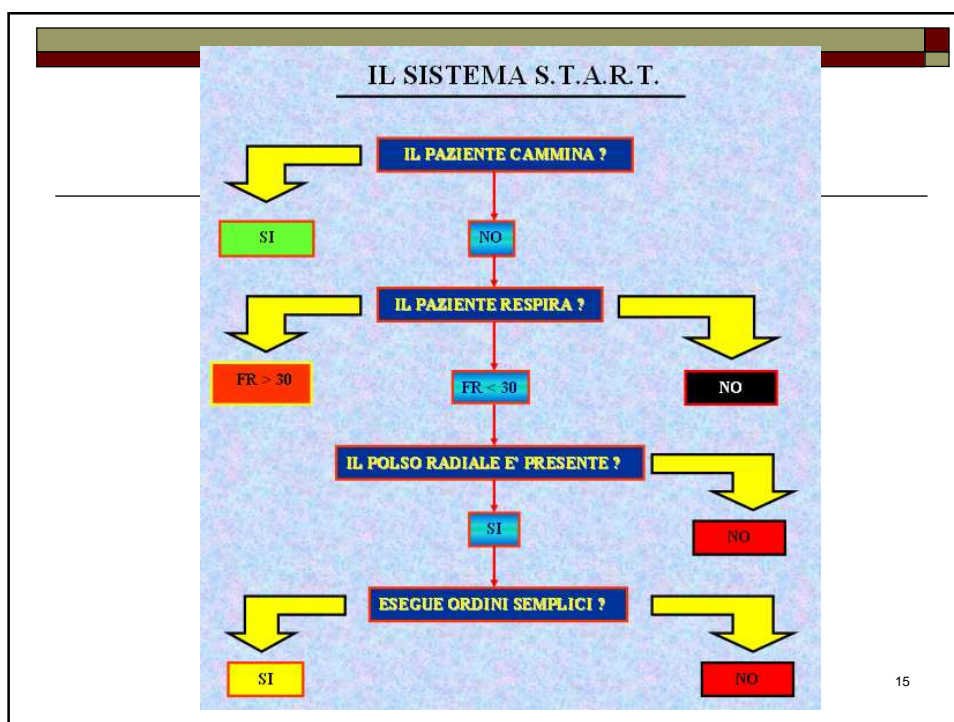 IL SISTEMA S.T.A.R.T.
IL PAZIENTE CAMMINA ?
SI
NO
IL PAZIENTE RESPIRA ?
FR > 30
FR < 30
NO
IL POLSO RADIALE E' PRESENTE ?
SI
NO
ESEGUE ORDINI SEMPLICI ?
SI
NO
15